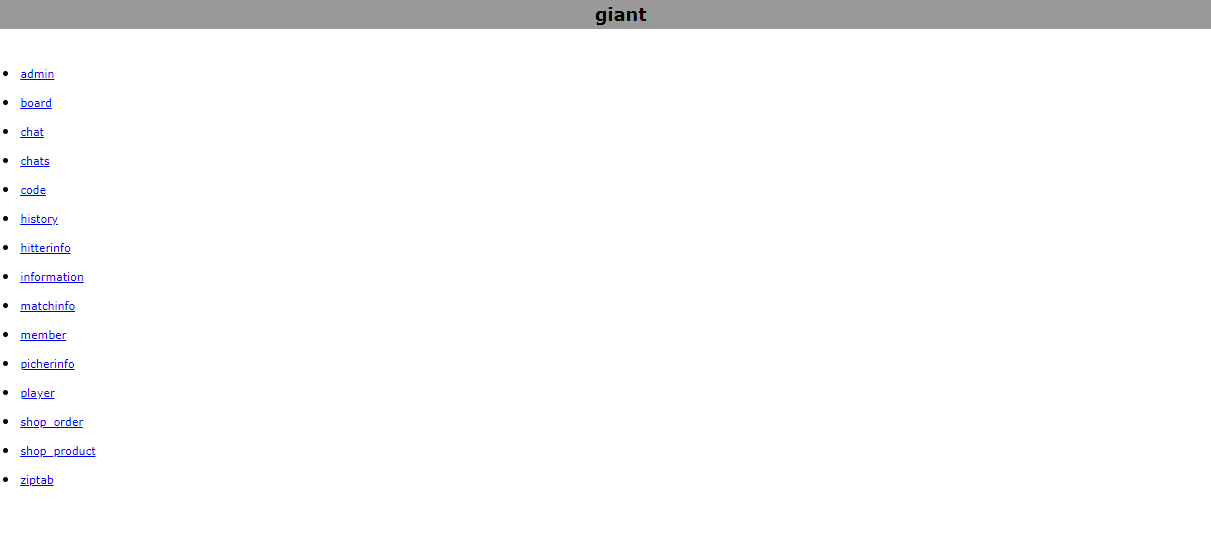 giant
admin
board
chat
chats
code
history
hitterinfo
information
matchinfo
member
picherinfo
player
shop_order
shop_product
ziptab